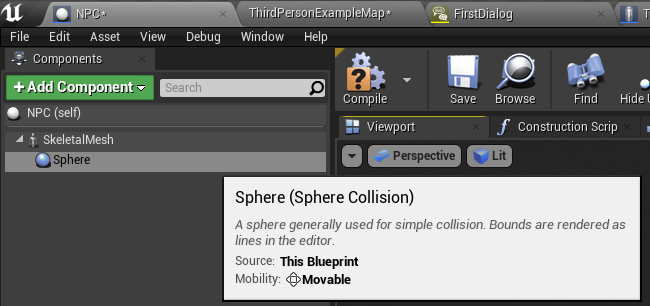 NPC*
ThirdPersonExampleMap*
FirstDialog
File Edit Asset View Debug Window Help
Components
+ Add Component
Search
NPC (self)
SkeletalMesh
Sphere
Compile
Save
Browse
Find
Hide
Viewport
Construction Scrip
Perspective
Lit
Sphere (Sphere Collision)
A sphere generally used for simple collision. Bounds are rendered as
lines in the editor.
Source: This Blueprint
Mobility: Movable